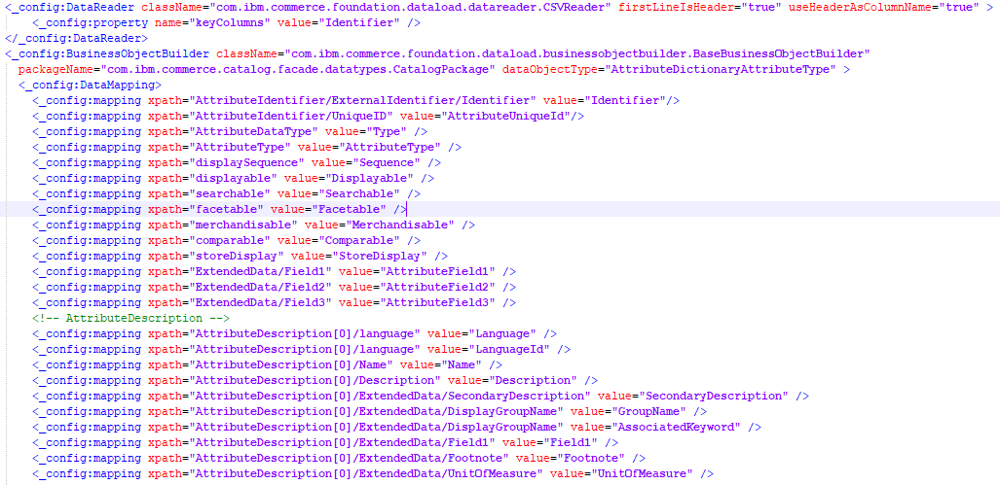 <_config:DataReader className="com.ibm.commerce.foundation.dataload.datareader.CSVReader" firstLineIsHeader="true" useHeaderAsColumnName="true" >
<_config:property name="keyColumns" value="Identifier" />
</_config:DataReader>
<_config:BusinessObjectBuilder className="com.ibm.commerce.foundation.dataload.businessobjectbuilder.BaseBusinessObjectBuilder"
packageName="com.ibm.commerce.catalog.facade.datatypes.CatalogPackage" dataObjectType="AttributeDictionaryAttributeType" >
<_config:DataMapping>
<_config:mapping xpath="AttributeIdentifier/ExternalIdentifier/Identifier" value="Identifier"/>
<_config:mapping xpath="AttributeIdentifier/UniqueID" value="AttributeUniqueId"/>
<_config:mapping xpath="AttributeDataType" value="Type" />
<_config:mapping xpath="AttributeType" value="AttributeType" />
<_config:mapping xpath="displaySequence" value="Sequence" />
<_config:mapping xpath="displayable" value="Displayable" />
<_config:mapping xpath="searchable" value="Searchable" />
<_config:mapping xpath="facetable" value="Facetable" />
<_config:mapping xpath="merchandisable" value="Merchandisable" />
<_config:mapping xpath="comparable" value="Comparable" />
<_config:mapping xpath="storeDisplay" value="StoreDisplay" />
<_config:mapping xpath="ExtendedData/Field1" value="AttributeField1" />
<_config:mapping xpath="ExtendedData/Field2" value="AttributeField2" />
<_config:mapping xpath="ExtendedData/Field3" value="AttributeField3" />
<!-- AttributeDescription -->
<_config:mapping xpath="AttributeDescription[0]/language" value="Language" />
<_config:mapping xpath="AttributeDescription[0]/language" value="LanguageId" />
<_config:mapping xpath="AttributeDescription[0]/Name" value="Name" />
<_config:mapping xpath="AttributeDescription[0]/Description" value="Description" />
<_config:mapping xpath="AttributeDescription[0]/ExtendedData/SecondaryDescription" value="SecondaryDescription" />
<_config:mapping xpath="AttributeDescription[0]/ExtendedData/DisplayGroupName" value="GroupName" />
<_config:mapping xpath="AttributeDescription[0]/ExtendedData/DisplayGroupName" value="AssociatedKeyword" />
<_config:mapping xpath="AttributeDescription[0]/ExtendedData/Field1" value="Field1" />
<_config:mapping xpath="AttributeDescription[0]/ExtendedData/Footnote" value="Footnote" />
<_config:mapping xpath="AttributeDescription[0]/ExtendedData/UnitOfMeasure" value="UnitOfMeasure" />